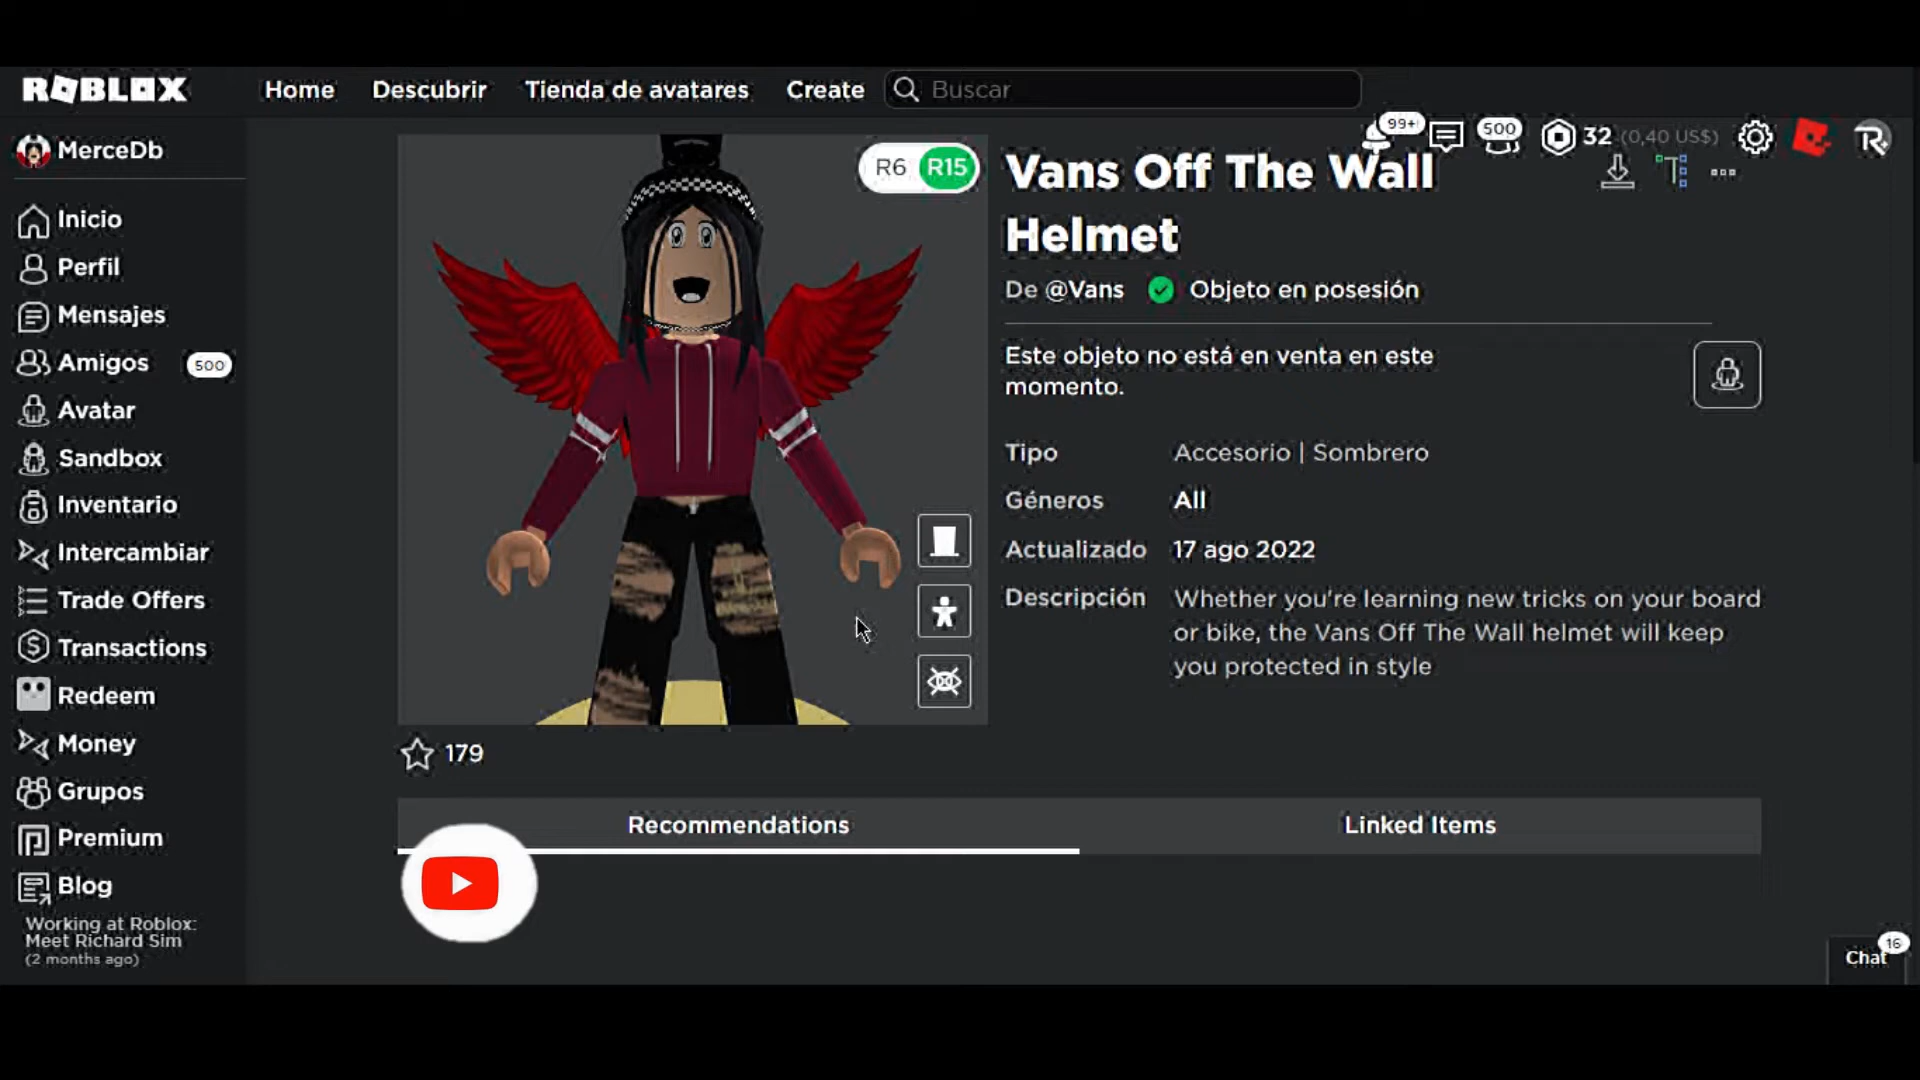 ROBLOX
Home
Descubrir
Tienda de avatares
Create
Buscar
99+
500
32 (0,40 US$)
MerceDb
Inicio
Perfil
Mensajes
Amigos
500
Avatar
Sandbox
Inventario
Intercambiar
Trade Offers
Transactions
Redeem
Money
Grupos
Premium
Blog
Working at Roblox:
Meet Richard Sim
(2 months ago)
R6
R15
Vans Off The Wall
Helmet
De @Vans
Objeto en posesión
Este objeto no está en venta en este
momento.
Tipo
Accesorio | Sombrero
Géneros
All
Actualizado
17 ago 2022
Descripción
Whether you're learning new tricks on your board
or bike, the Vans Off The Wall helmet will keep
you protected in style
179
Recommendations
Linked Items
Chat
16